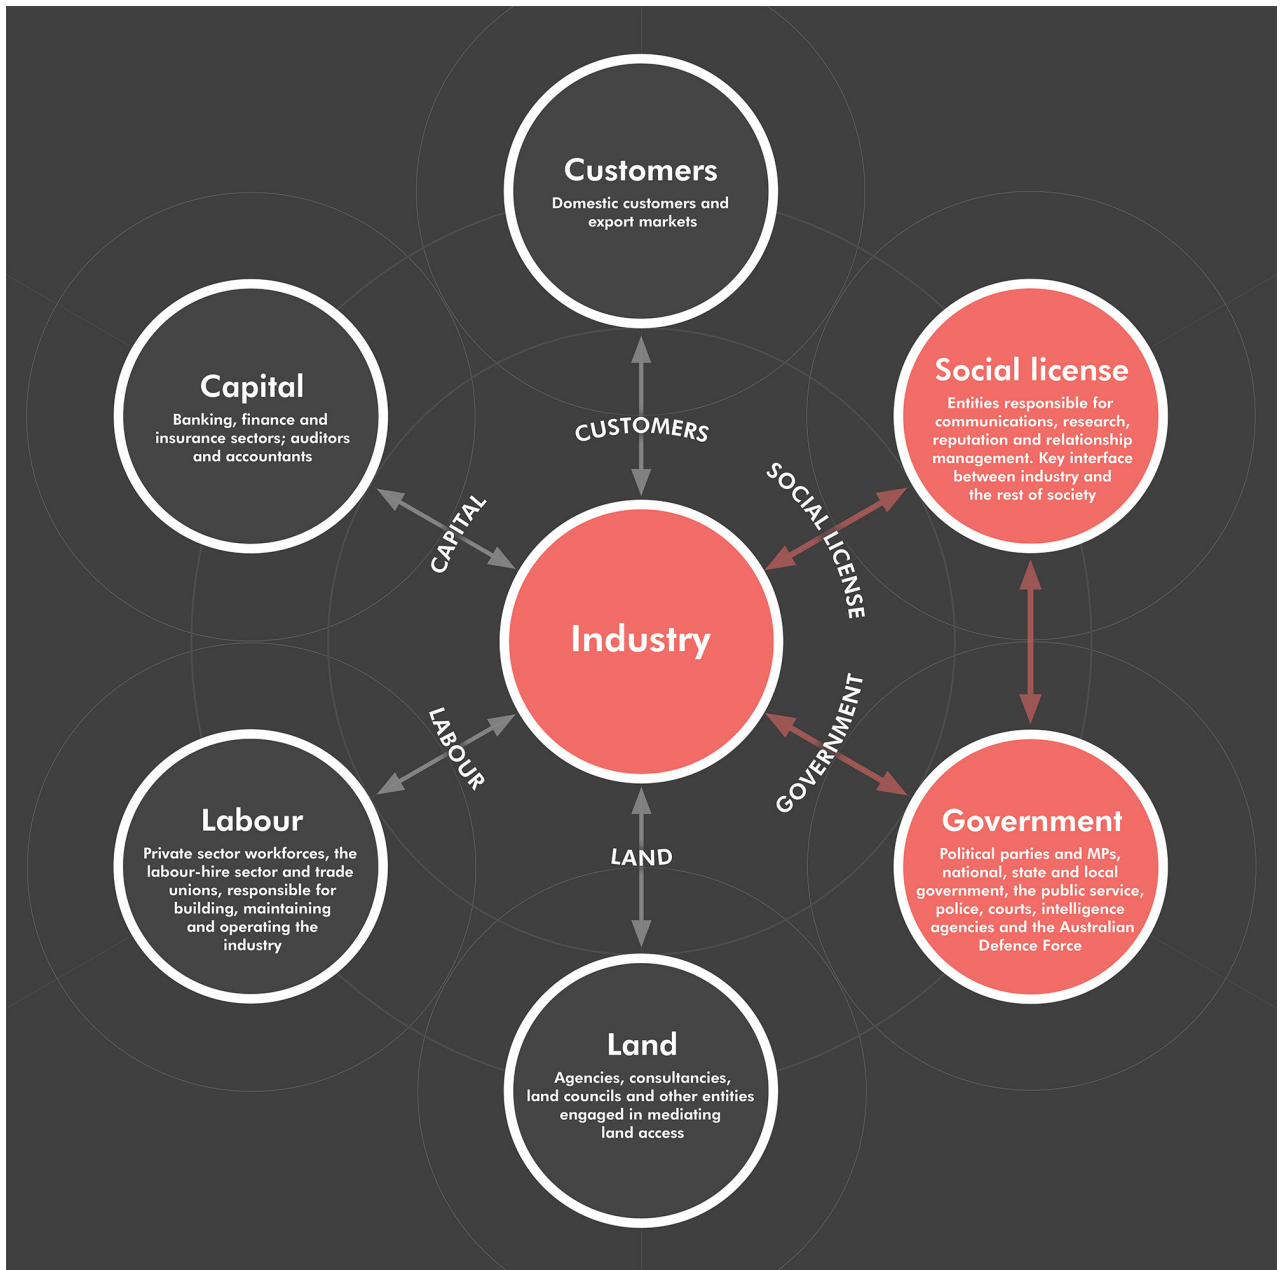 Customers
Domestic customers and
export markets
Capital
Banking, finance and
insurance sectors; auditors
and accountants
Social license
Entities responsible for
communications, research,
reputation and relationship
management. Key interface
between industry and
the rest of society
CUSTOMERS
CAPITAL
SOCIAL LICENSE
Industry
LABOUR
GOVERNMENT
LAND
Labour
Private sector workforces, the
labour-hire sector and trade
unions, responsible for
building, maintaining
and operating the
industry
Government
Political parties and MPs,
national, state and local
government, the public service,
police, courts, intelligence
agencies and the Australian
Defence Force
Land
Agencies, consultancies,
land councils and other entities
engaged in mediating
land access